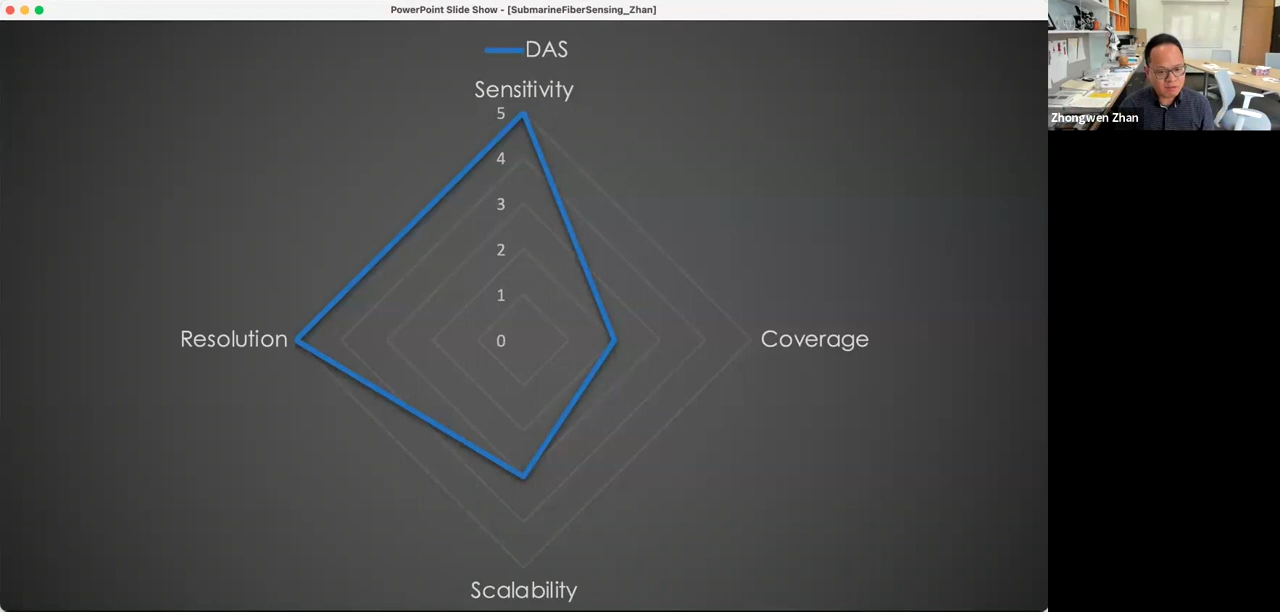 PowerPoint Slide Show - [SubmarineFiberSensing_Zhan]
DAS
Sensitivity
5
4
3
2
1
0
Resolution
Coverage
Scalability
Zhongwen Zhan